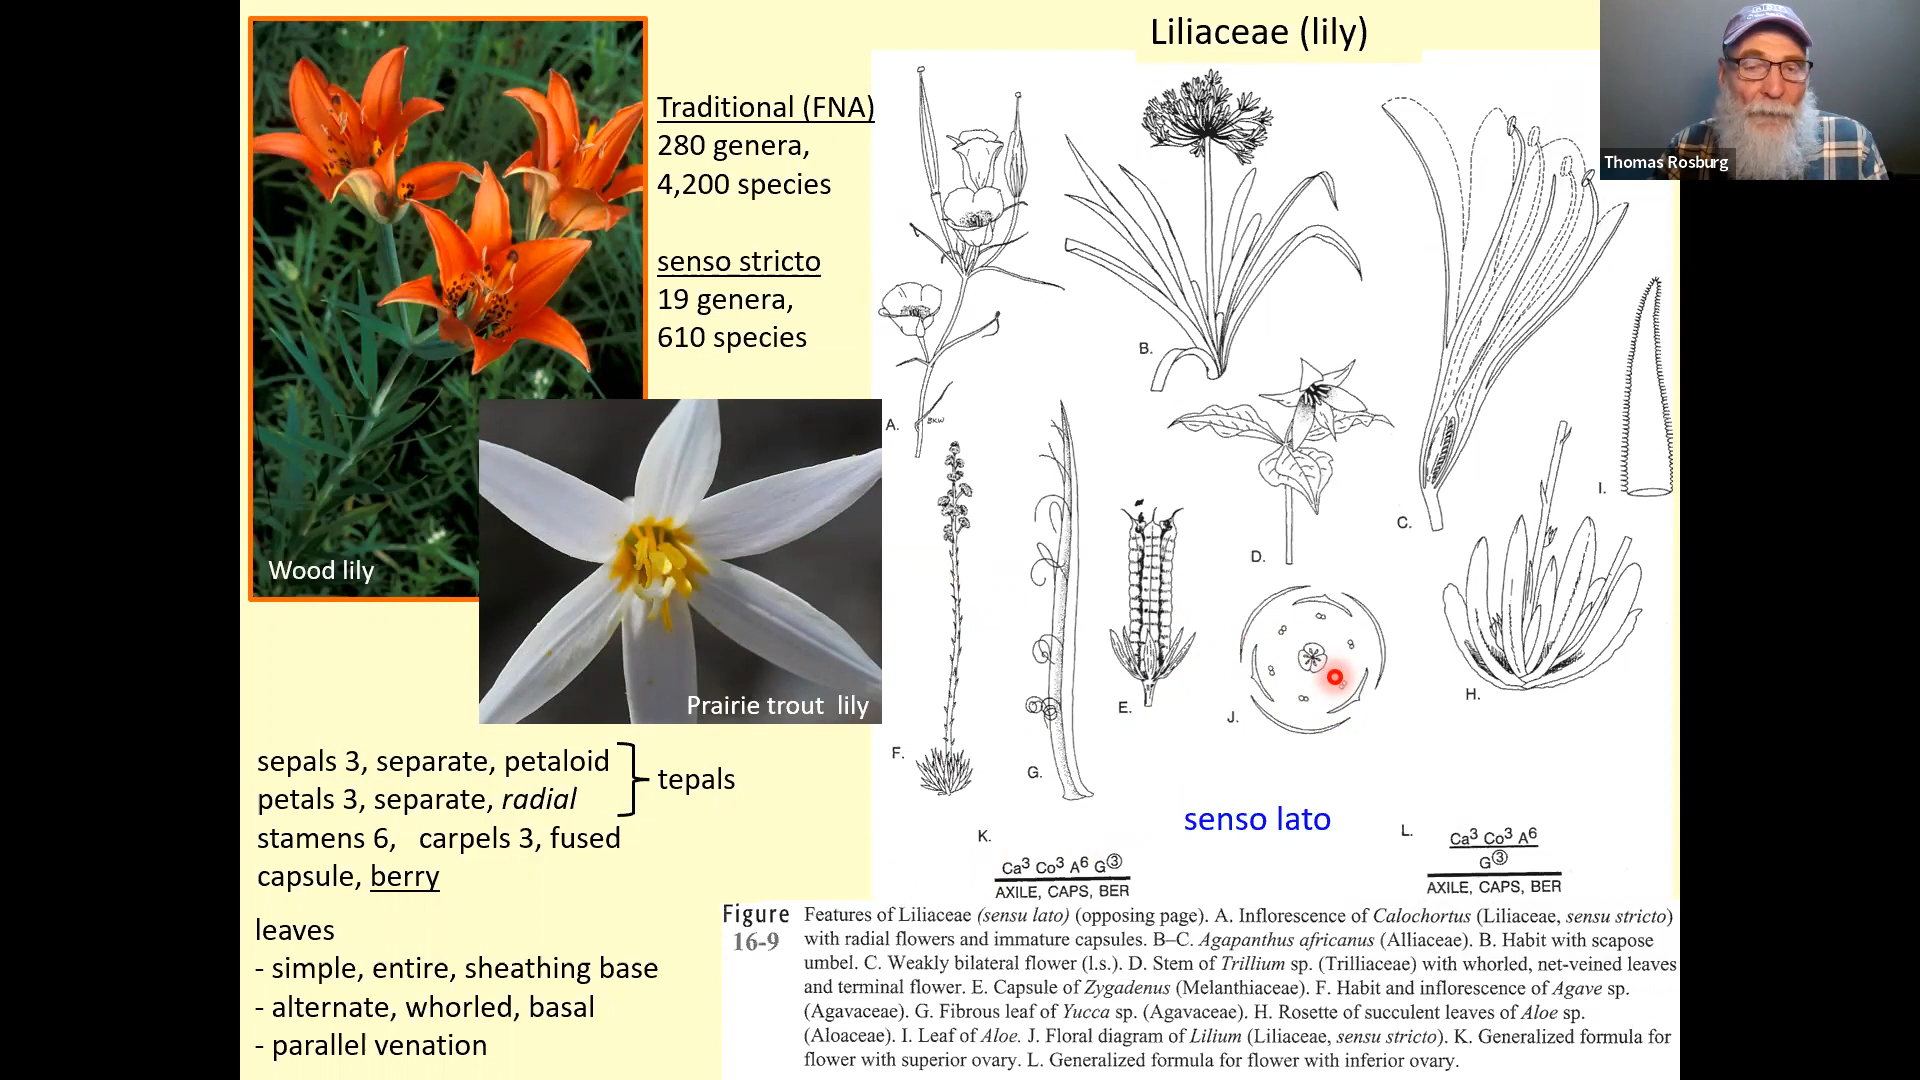 Liliaceae (lily)
Thomas Rosburg
Traditional (FNA)
280 genera,
4,200 species
senso stricto
19 genera,
610 species
Wood lily
Prairie trout lily
sepals 3, separate, petaloid
petals 3, separate, radial
tepals
stamens 6, carpels 3, fused
capsule, berry
leaves
- simple, entire, sheathing base
- alternate, whorled, basal
- parallel venation
A.
BKW
B.
C.
D.
E.
F.
G.
H.
I.
J.
senso lato
K.
Ca³ Co³ A⁶ G③
AXILE, CAPS, BER
L.
Ca³ Co³ A⁶
G③
AXILE, CAPS, BER
Figure 16-9
Features of Liliaceae (sensu lato) (opposing page). A. Inflorescence of Calochortus (Liliaceae, sensu stricto)
with radial flowers and immature capsules. B–C. Agapanthus africanus (Alliaceae). B. Habit with scapose
umbel. C. Weakly bilateral flower (l.s.). D. Stem of Trillium sp. (Trilliaceae) with whorled, net-veined leaves
and terminal flower. E. Capsule of Zygadenus (Melanthiaceae). F. Habit and inflorescence of Agave sp.
(Agavaceae). G. Fibrous leaf of Yucca sp. (Agavaceae). H. Rosette of succulent leaves of Aloe sp.
(Aloaceae). I. Leaf of Aloe. J. Floral diagram of Lilium (Liliaceae, sensu stricto). K. Generalized formula for
flower with superior ovary. L. Generalized formula for flower with inferior ovary.